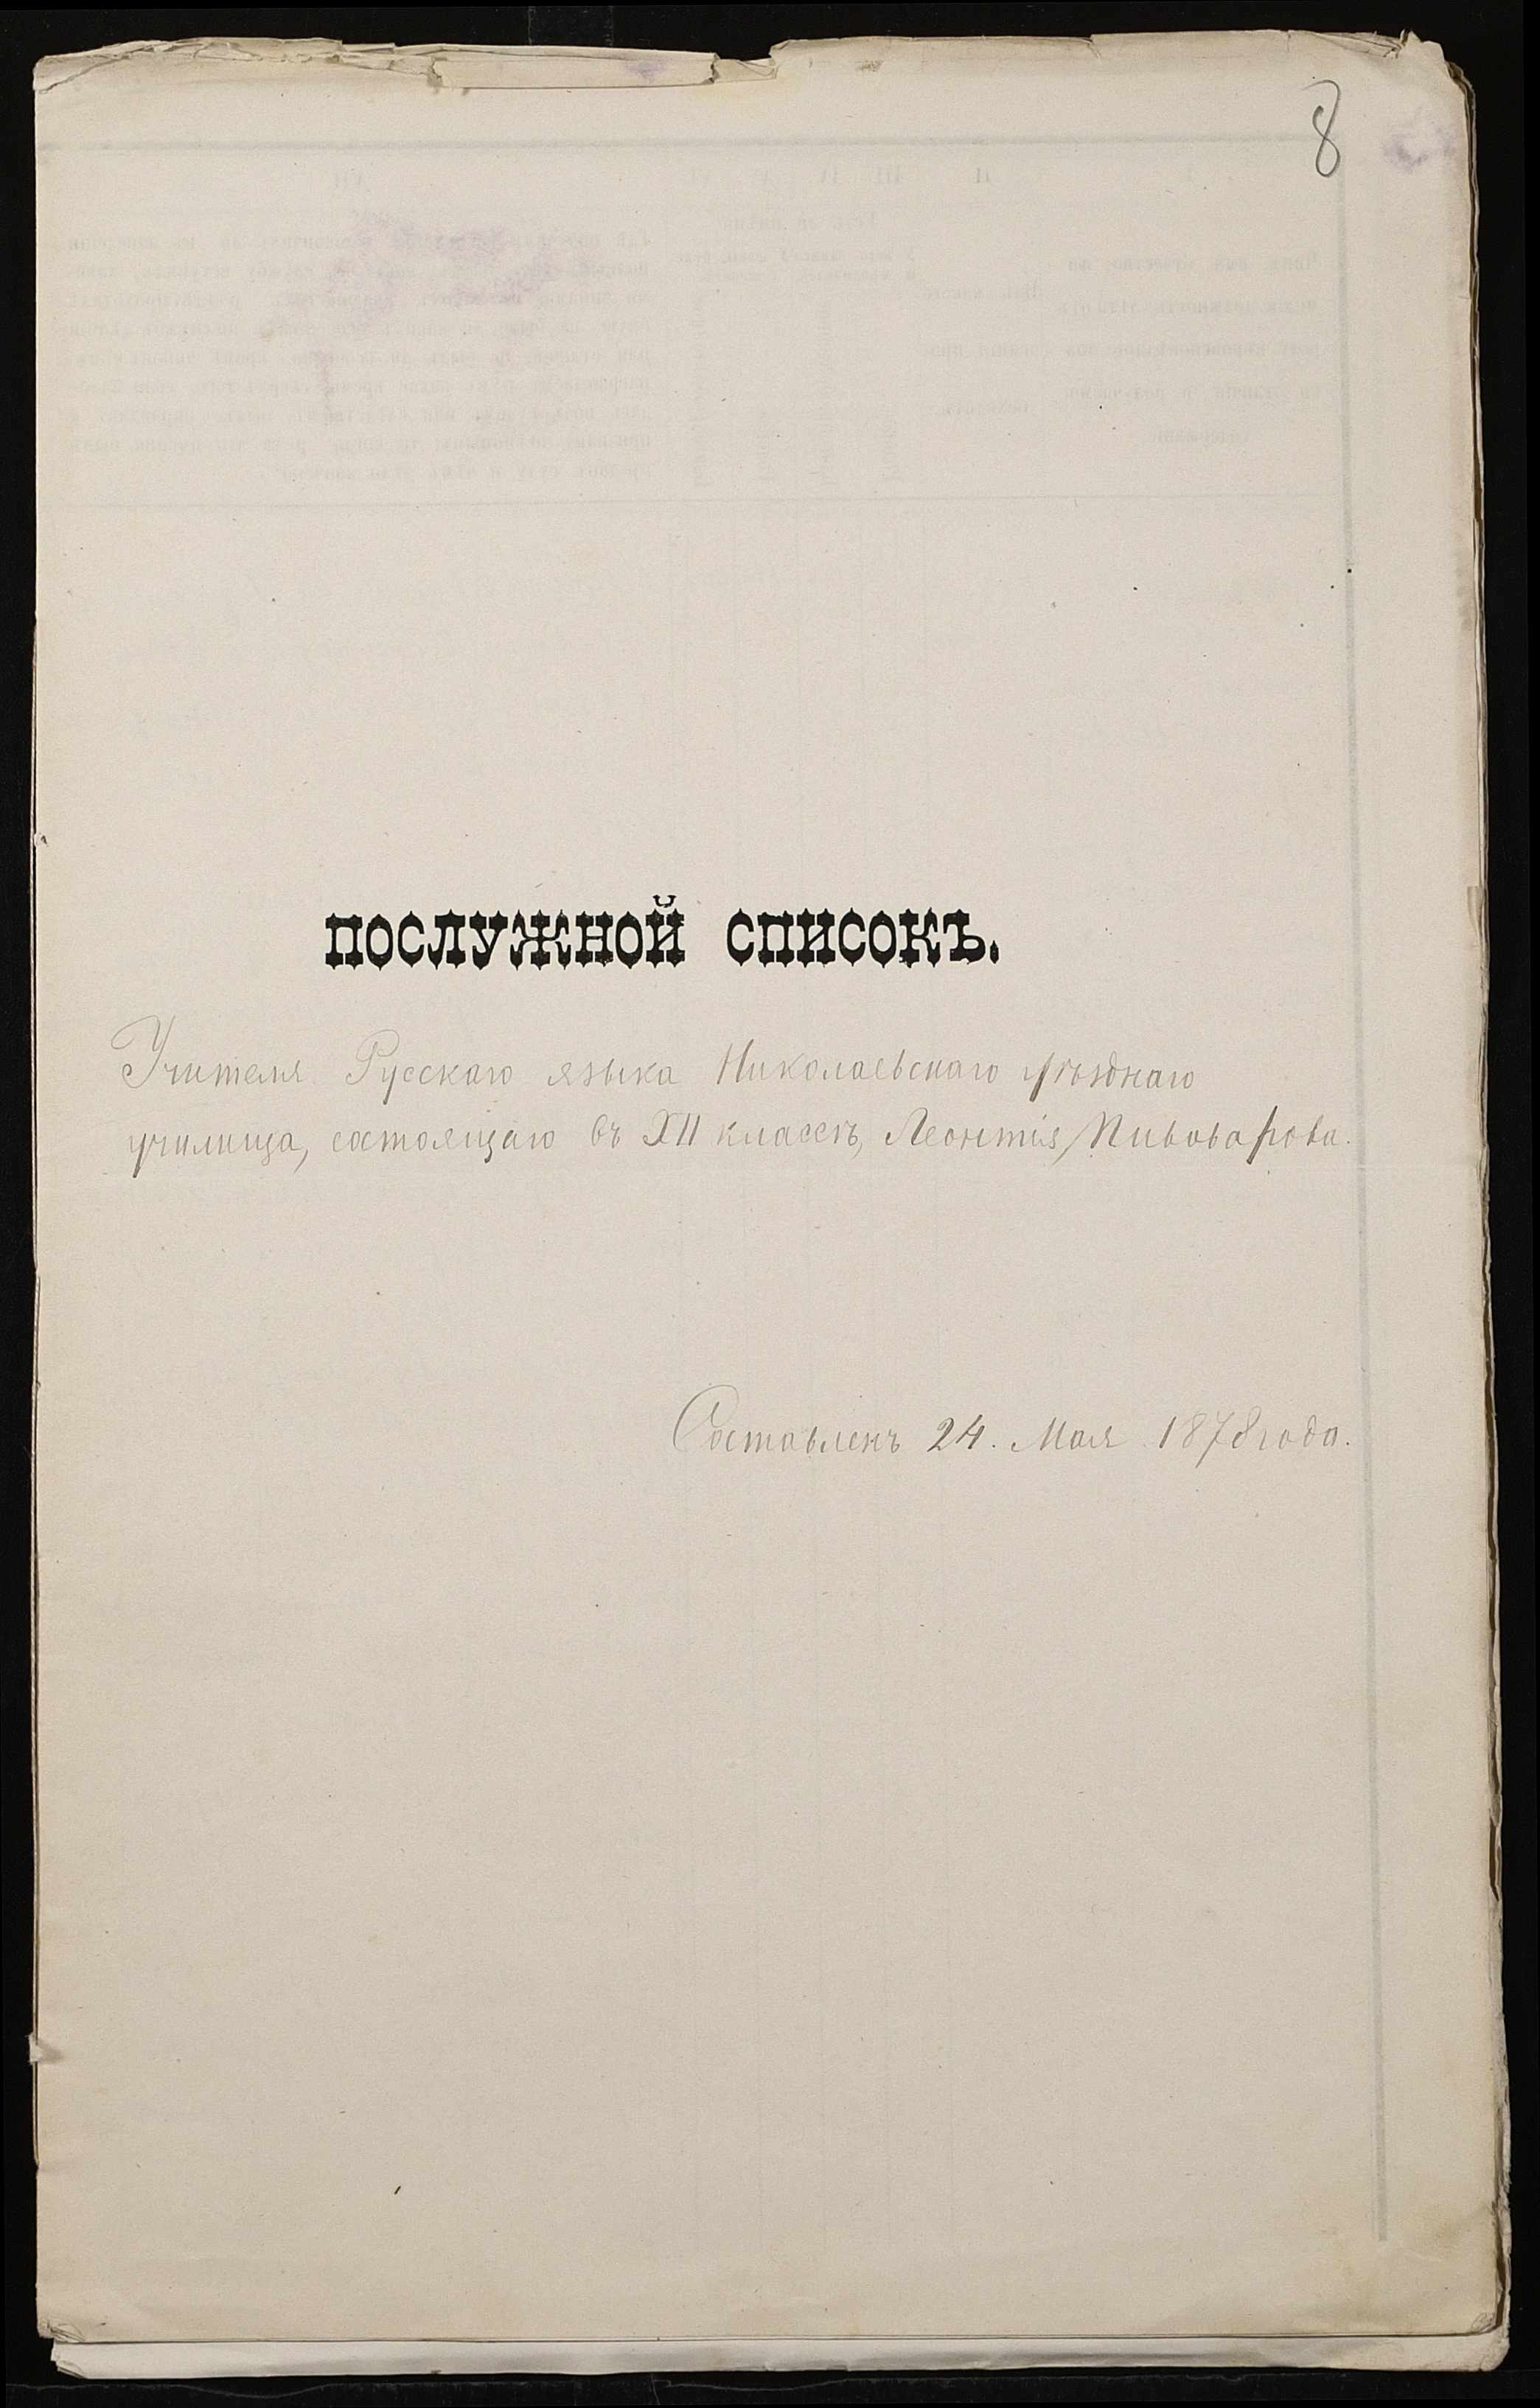 8
ПОСЛУЖНОЙ СПИСОКЪ.
Учителя Русскаго языка Николаевскаго уѣзднаго
училища, состоящаго въ XII классѣ, Леонтія Пивоварова.
Составленъ 24. Мая 1878 года.